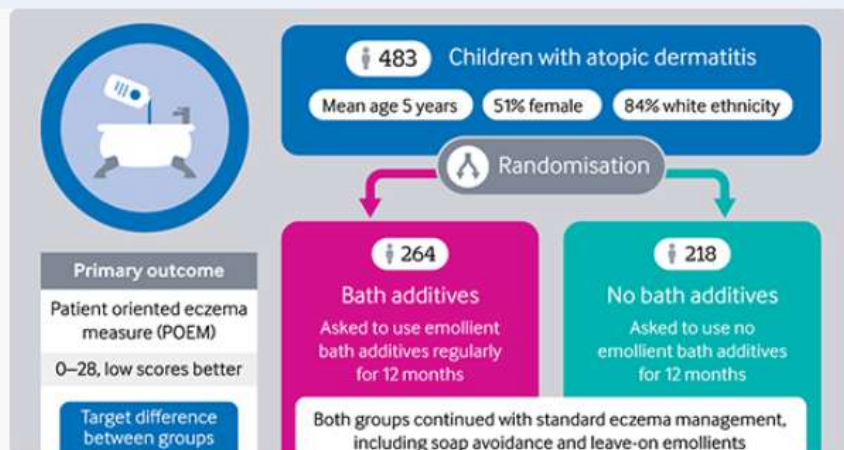 483 Children with atopic dermatitis
Mean age 5 years 51% female 84% white ethnicity
Randomisation
Primary outcome
Patient oriented eczema
measure (POEM)
0–28, low scores better
Target difference
between groups
264
Bath additives
Asked to use emollient
bath additives regularly
for 12 months
218
No bath additives
Asked to use no
emollient bath additives
for 12 months
Both groups continued with standard eczema management,
including soap avoidance and leave-on emollients